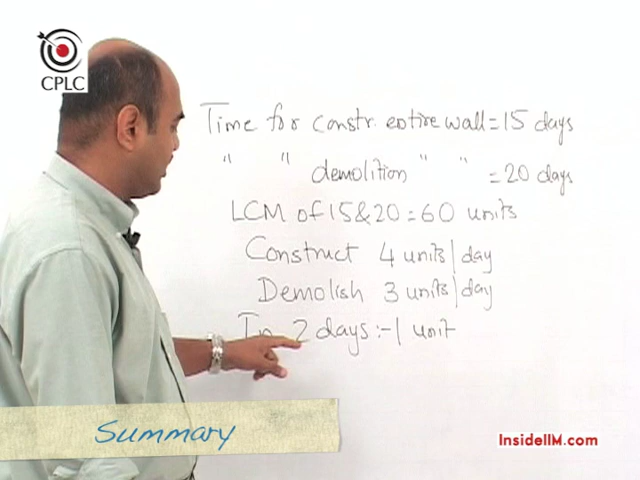 CPLC
Time for constr. entire wall = 15 days
" " demolition " " = 20 days
LCM of 15 & 20 = 60 units
Construct 4 units/day
Demolish 3 units/day
In 2 days :- 1 unit
Summary
InsideIIM.com